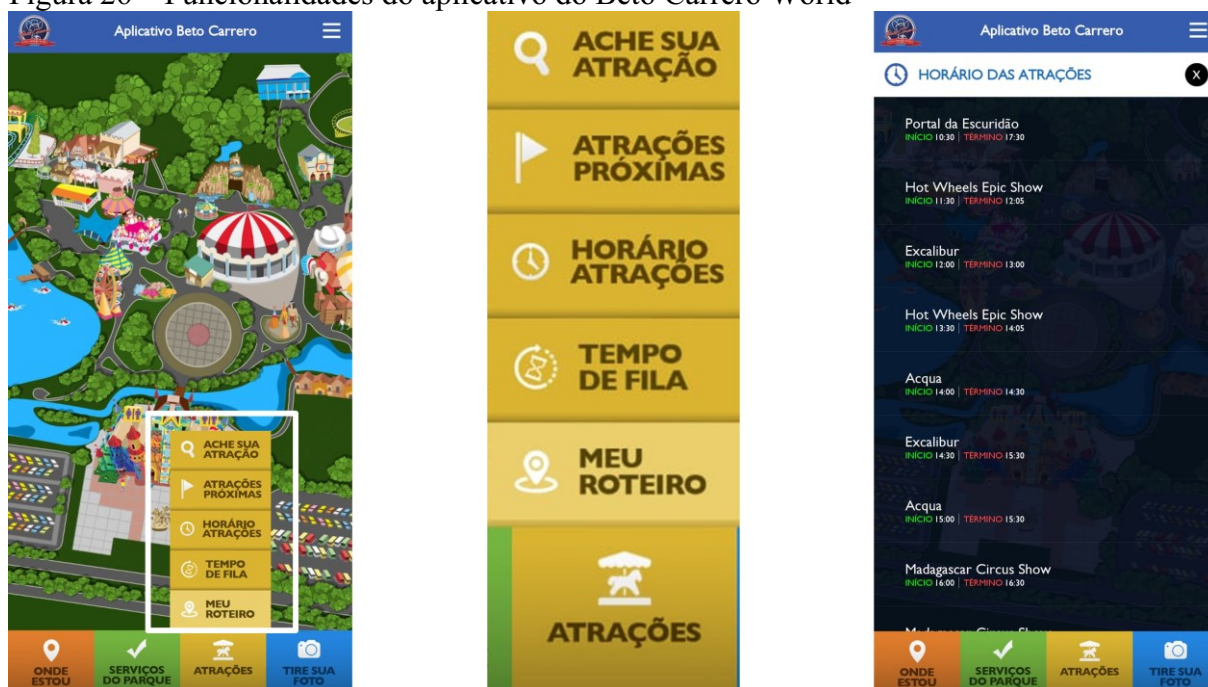 Figura 20 – Funcionalidades do aplicativo do Beto Carrero World
Aplicativo Beto Carrero
ACHE SUA
ATRAÇÃO
ATRAÇÕES
PRÓXIMAS
HORÁRIO
ATRAÇÕES
TEMPO
DE FILA
MEU
ROTEIRO
ONDE
ESTOU
SERVIÇOS
DO PARQUE
ATRAÇÕES
TIRE SUA
FOTO
ACHE SUA
ATRAÇÃO
ATRAÇÕES
PRÓXIMAS
HORÁRIO
ATRAÇÕES
TEMPO
DE FILA
MEU
ROTEIRO
ATRAÇÕES
Aplicativo Beto Carrero
HORÁRIO DAS ATRAÇÕES
X
Portal da Escuridão
INÍCIO 10:30 | TÉRMINO 17:30
Hot Wheels Epic Show
INÍCIO 11:30 | TÉRMINO 12:05
Excalibur
INÍCIO 12:00 | TÉRMINO 13:00
Hot Wheels Epic Show
INÍCIO 13:30 | TÉRMINO 14:05
Acqua
INÍCIO 14:00 | TÉRMINO 14:30
Excalibur
INÍCIO 14:30 | TÉRMINO 15:30
Acqua
INÍCIO 15:00 | TÉRMINO 15:30
Madagascar Circus Show
INÍCIO 16:00 | TÉRMINO 16:30
ONDE
ESTOU
SERVIÇOS
DO PARQUE
ATRAÇÕES
TIRE SUA
FOTO